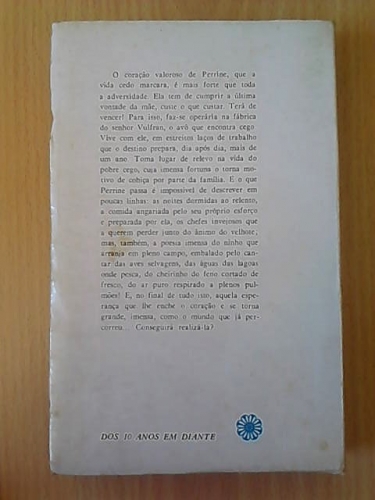 O coração valoroso de Perrine, que a
vida cedo marcara, é mais forte que toda
a adversidade. Ela tem de cumprir a última
vontade da mãe, custe o que custar. Terá de
vencer! Para isso, faz-se operária na fábrica
do senhor Vulfran, o avô que encontra cego.
Vive com ele, em estreitos laços de trabalho
que o destino prepara, dia após dia, mais de
um ano. Toma lugar de relevo na vida do
pobre cego, cuja imensa fortuna o torna mo-
tivo de cobiça por parte da família. E o que
Perrine passa é impossível de descrever em
poucas linhas: as noites dormidas ao relento,
a comida angariada pelo seu próprio esforço
e preparada por ela, os chefes invejosos que
a querem perder junto do ânimo do velhote,
mas, também, a poesia imensa do ninho que
arranja em pleno campo, embalado pelo can-
tar das aves selvagens, das águas das lagoas
onde pesca, do cheirinho do feno cortado de
fresco, do ar puro respirado a plenos pul-
mões! E, no final de tudo isto, aquela espe-
rança que lhe enche o coração e se torna
grande, imensa, como o mundo que já per-
correu... Conseguirá realizá-la?
DOS 10 ANOS EM DIANTE